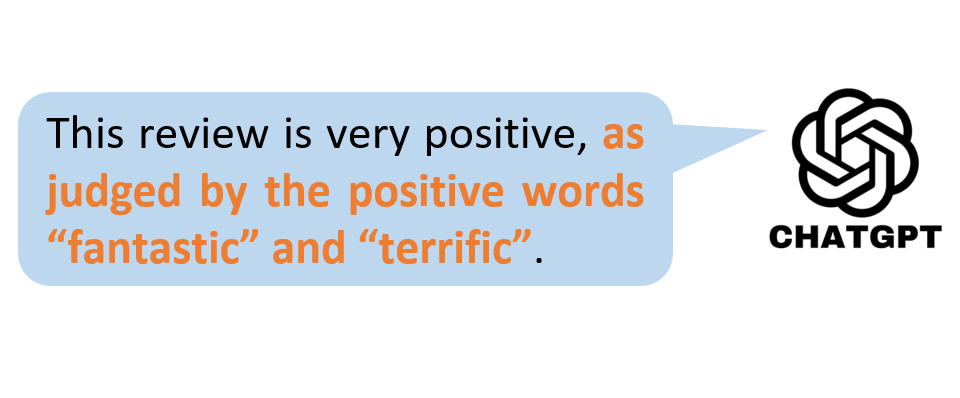 This review is very positive, as
judged by the positive words
“fantastic” and “terrific”.
CHATGPT